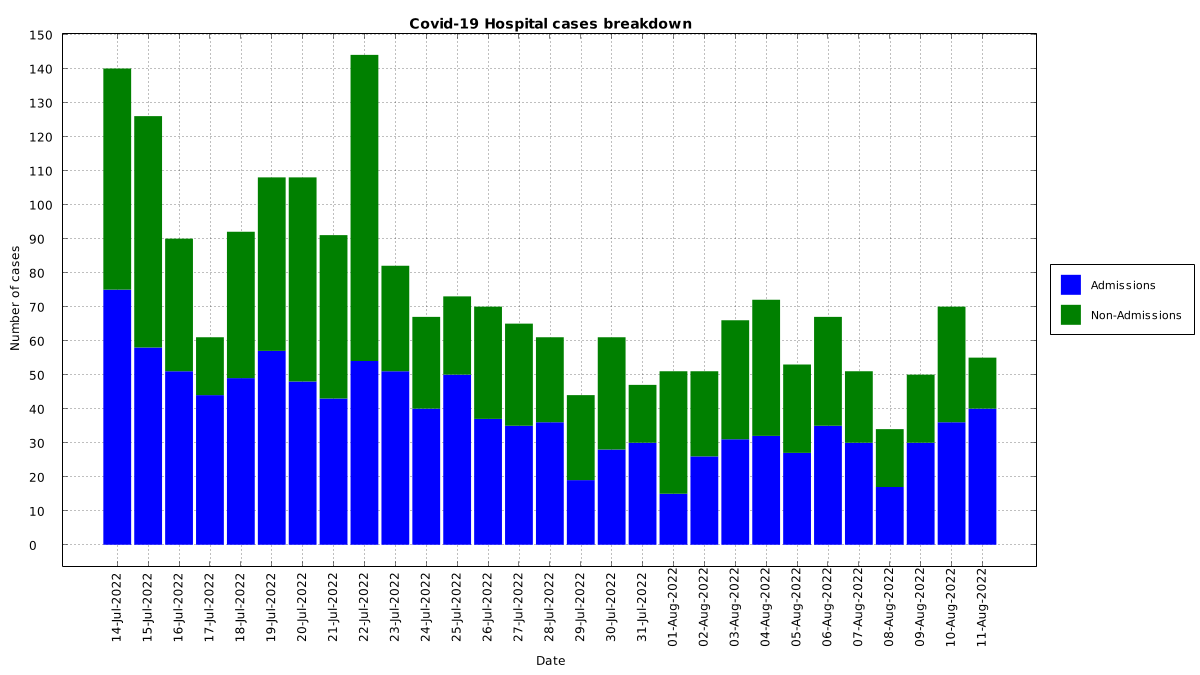 Covid-19 Hospital cases breakdown
150
140
130
120
110
100
90
80
70
60
50
40
30
20
10
0
Number of cases
14-Jul-2022
15-Jul-2022
16-Jul-2022
17-Jul-2022
18-Jul-2022
19-Jul-2022
20-Jul-2022
21-Jul-2022
22-Jul-2022
23-Jul-2022
24-Jul-2022
25-Jul-2022
26-Jul-2022
27-Jul-2022
28-Jul-2022
29-Jul-2022
30-Jul-2022
31-Jul-2022
01-Aug-2022
02-Aug-2022
03-Aug-2022
04-Aug-2022
05-Aug-2022
06-Aug-2022
07-Aug-2022
08-Aug-2022
09-Aug-2022
10-Aug-2022
11-Aug-2022
Date
Admissions
Non-Admissions